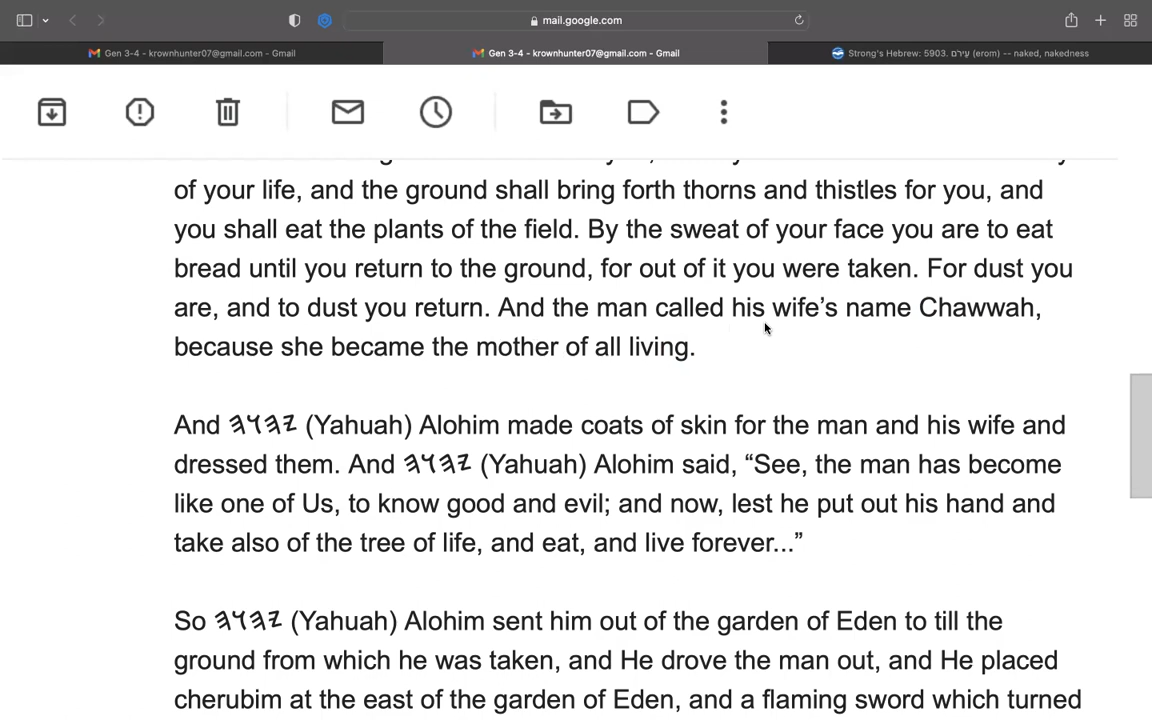 mail.google.com
Gen 3-4 - krownhunter07@gmail.com - Gmail
Gen 3-4 - krownhunter07@gmail.com - Gmail
Strong's Hebrew: 5903. עֵירֹם (erom) -- naked, nakedness
of your life, and the ground shall bring forth thorns and thistles for you, and
you shall eat the plants of the field. By the sweat of your face you are to eat
bread until you return to the ground, for out of it you were taken. For dust you
are, and to dust you return. And the man called his wife’s name Chawwah,
because she became the mother of all living.
And 𐤉𐤄𐤅𐤄 (Yahuah) Alohim made coats of skin for the man and his wife and
dressed them. And 𐤉𐤄𐤅𐤄 (Yahuah) Alohim said, “See, the man has become
like one of Us, to know good and evil; and now, lest he put out his hand and
take also of the tree of life, and eat, and live forever...”
So 𐤉𐤄𐤅𐤄 (Yahuah) Alohim sent him out of the garden of Eden to till the
ground from which he was taken, and He drove the man out, and He placed
cherubim at the east of the garden of Eden, and a flaming sword which turned